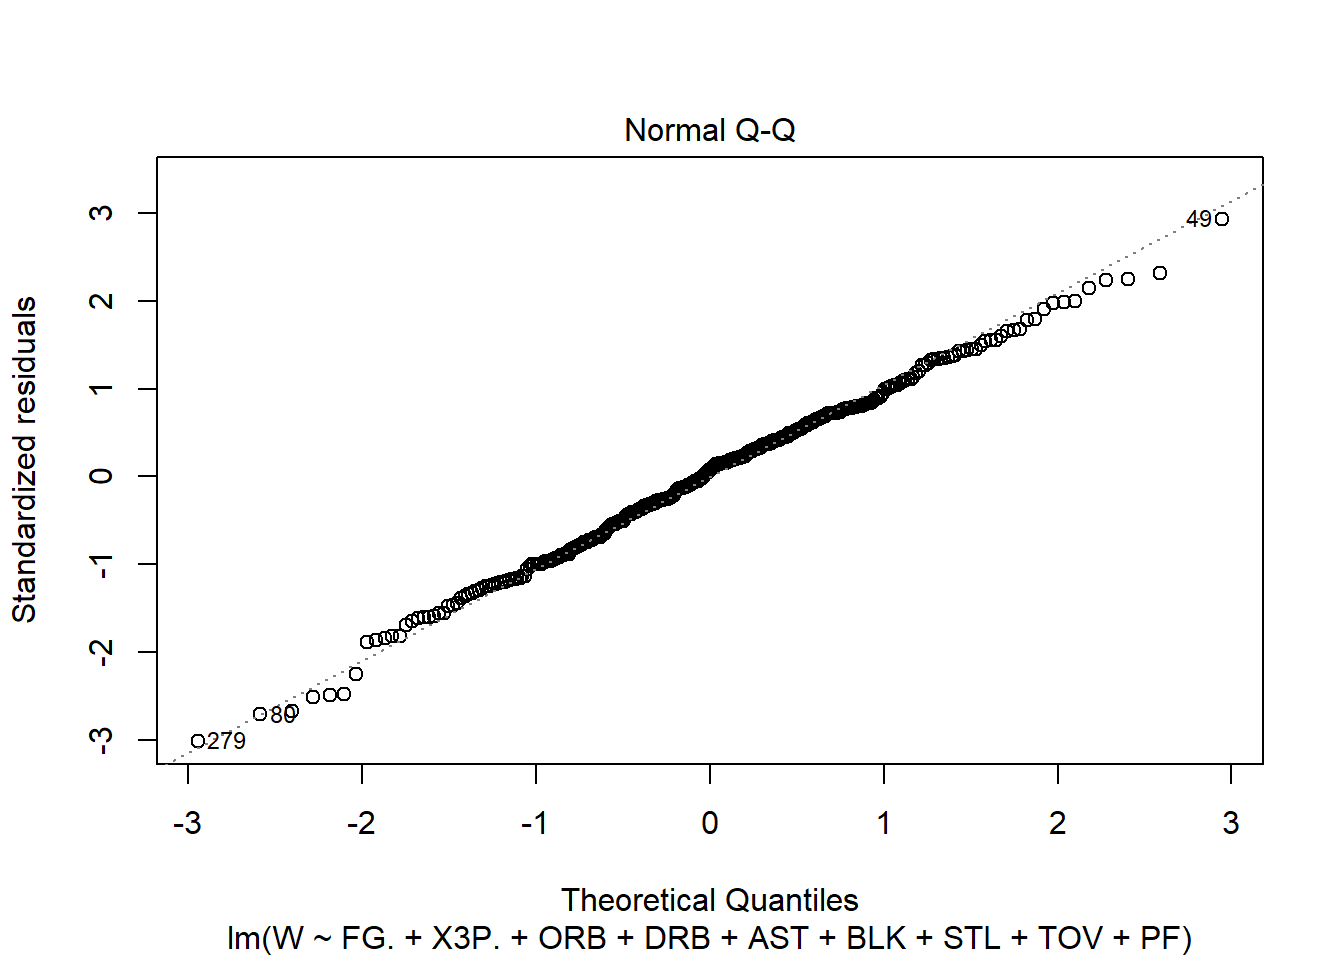 Normal Q-Q
Standardized residuals
3
2
1
0
-1
-2
-3
49
80
279
-3 -2 -1 0 1 2 3
Theoretical Quantiles
lm(W ~ FG. + X3P. + ORB + DRB + AST + BLK + STL + TOV + PF)